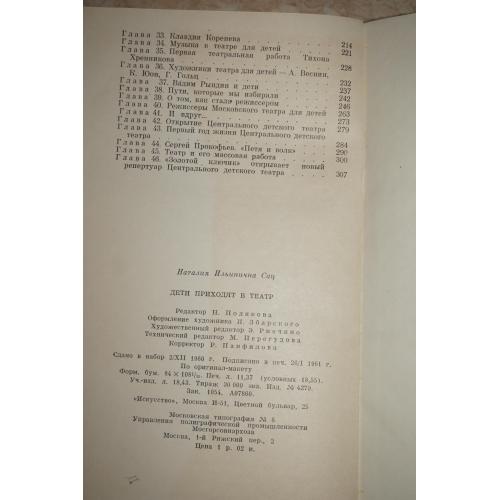 Глава 33. Клавдия Коренева . . . . . 214
Глава 34. Музыка в театре для детей . . . 221
Глава 35. Первая театральная работа Тихона
Хренникова . . . . . 228
Глава 36. Художники театра для детей — А. Веснин,
К. Юон, Г. Гольц . . . . . 232
Глава 37. Вадим Рындин и дети . . . . . 237
Глава 38. Пути, которые мы избирали . . . 242
Глава 39. О том, как стала режиссером . . . 246
Глава 40. Режиссеры Московского театра для детей 263
Глава 41. И вдруг... . . . . . 273
Глава 42. Открытие Центрального детского театра 279
Глава 43. Первый год жизни Центрального детского
театра . . . . . 284
Глава 44. Сергей Прокофьев. «Петя и волк» . . . 290
Глава 45. Театр и его массовая работа . . . 300
Глава 46. «Золотой ключик» открывает новый
репертуар Центрального детского театра . . . 307
Наталия Ильинична Сац
ДЕТИ ПРИХОДЯТ В ТЕАТР
Редактор Н. Полянова
Оформление художника П. Збарского
Художественный редактор Э. Ринчино
Технический редактор М. Перегудова
Корректор Р. Панфилова
Сдано в набор 2/XII 1960 г. Подписано в печ. 26/I 1961 г.
По оригинал-макету
Форм. бум. 84 × 108¹/₃₂ Печ. л. 11,37 (условных 18,55).
Уч.-изд. л. 18,43. Тираж 30 000 экз. Изд. № 4279.
Зак. 1054. А07860.
«Искусство», Москва И-51, Цветной бульвар, 25
Московская типография № 8
Управления полиграфической промышленности
Мосгорсовнархоза
Москва, 1-й Рижский пер., 2
Цена 1 р. 02 к.